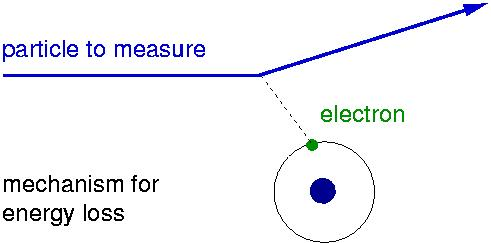 particle to measure
electron
mechanism for
energy loss